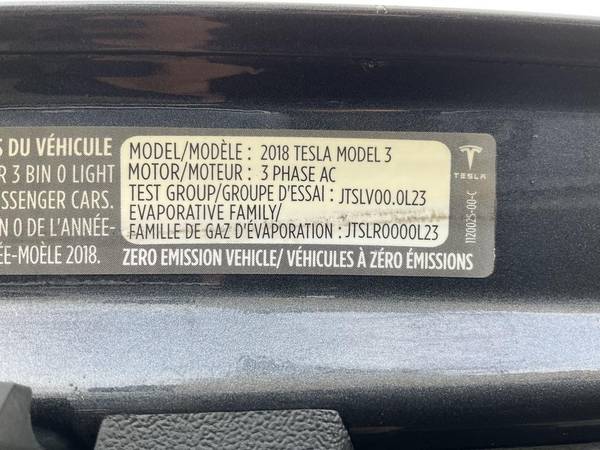 S DU VÉHICULE
R 3 BIN 0 LIGHT
SSENGER CARS.
N 0 DE L'ANNÉE-
ÉE-MOÈLE 2018.
MODEL/MODÈLE : 2018 TESLA MODEL 3
MOTOR/MOTEUR : 3 PHASE AC
TEST GROUP/GROUPE D'ESSAI : JTSLV00.0L23
EVAPORATIVE FAMILY/
FAMILLE DE GAZ D'ÉVAPORATION : JTSLR0000L23
ZERO EMISSION VEHICLE/ VÉHICULES À ZÉRO ÉMISSIONS
TESLA
1120025-00-C